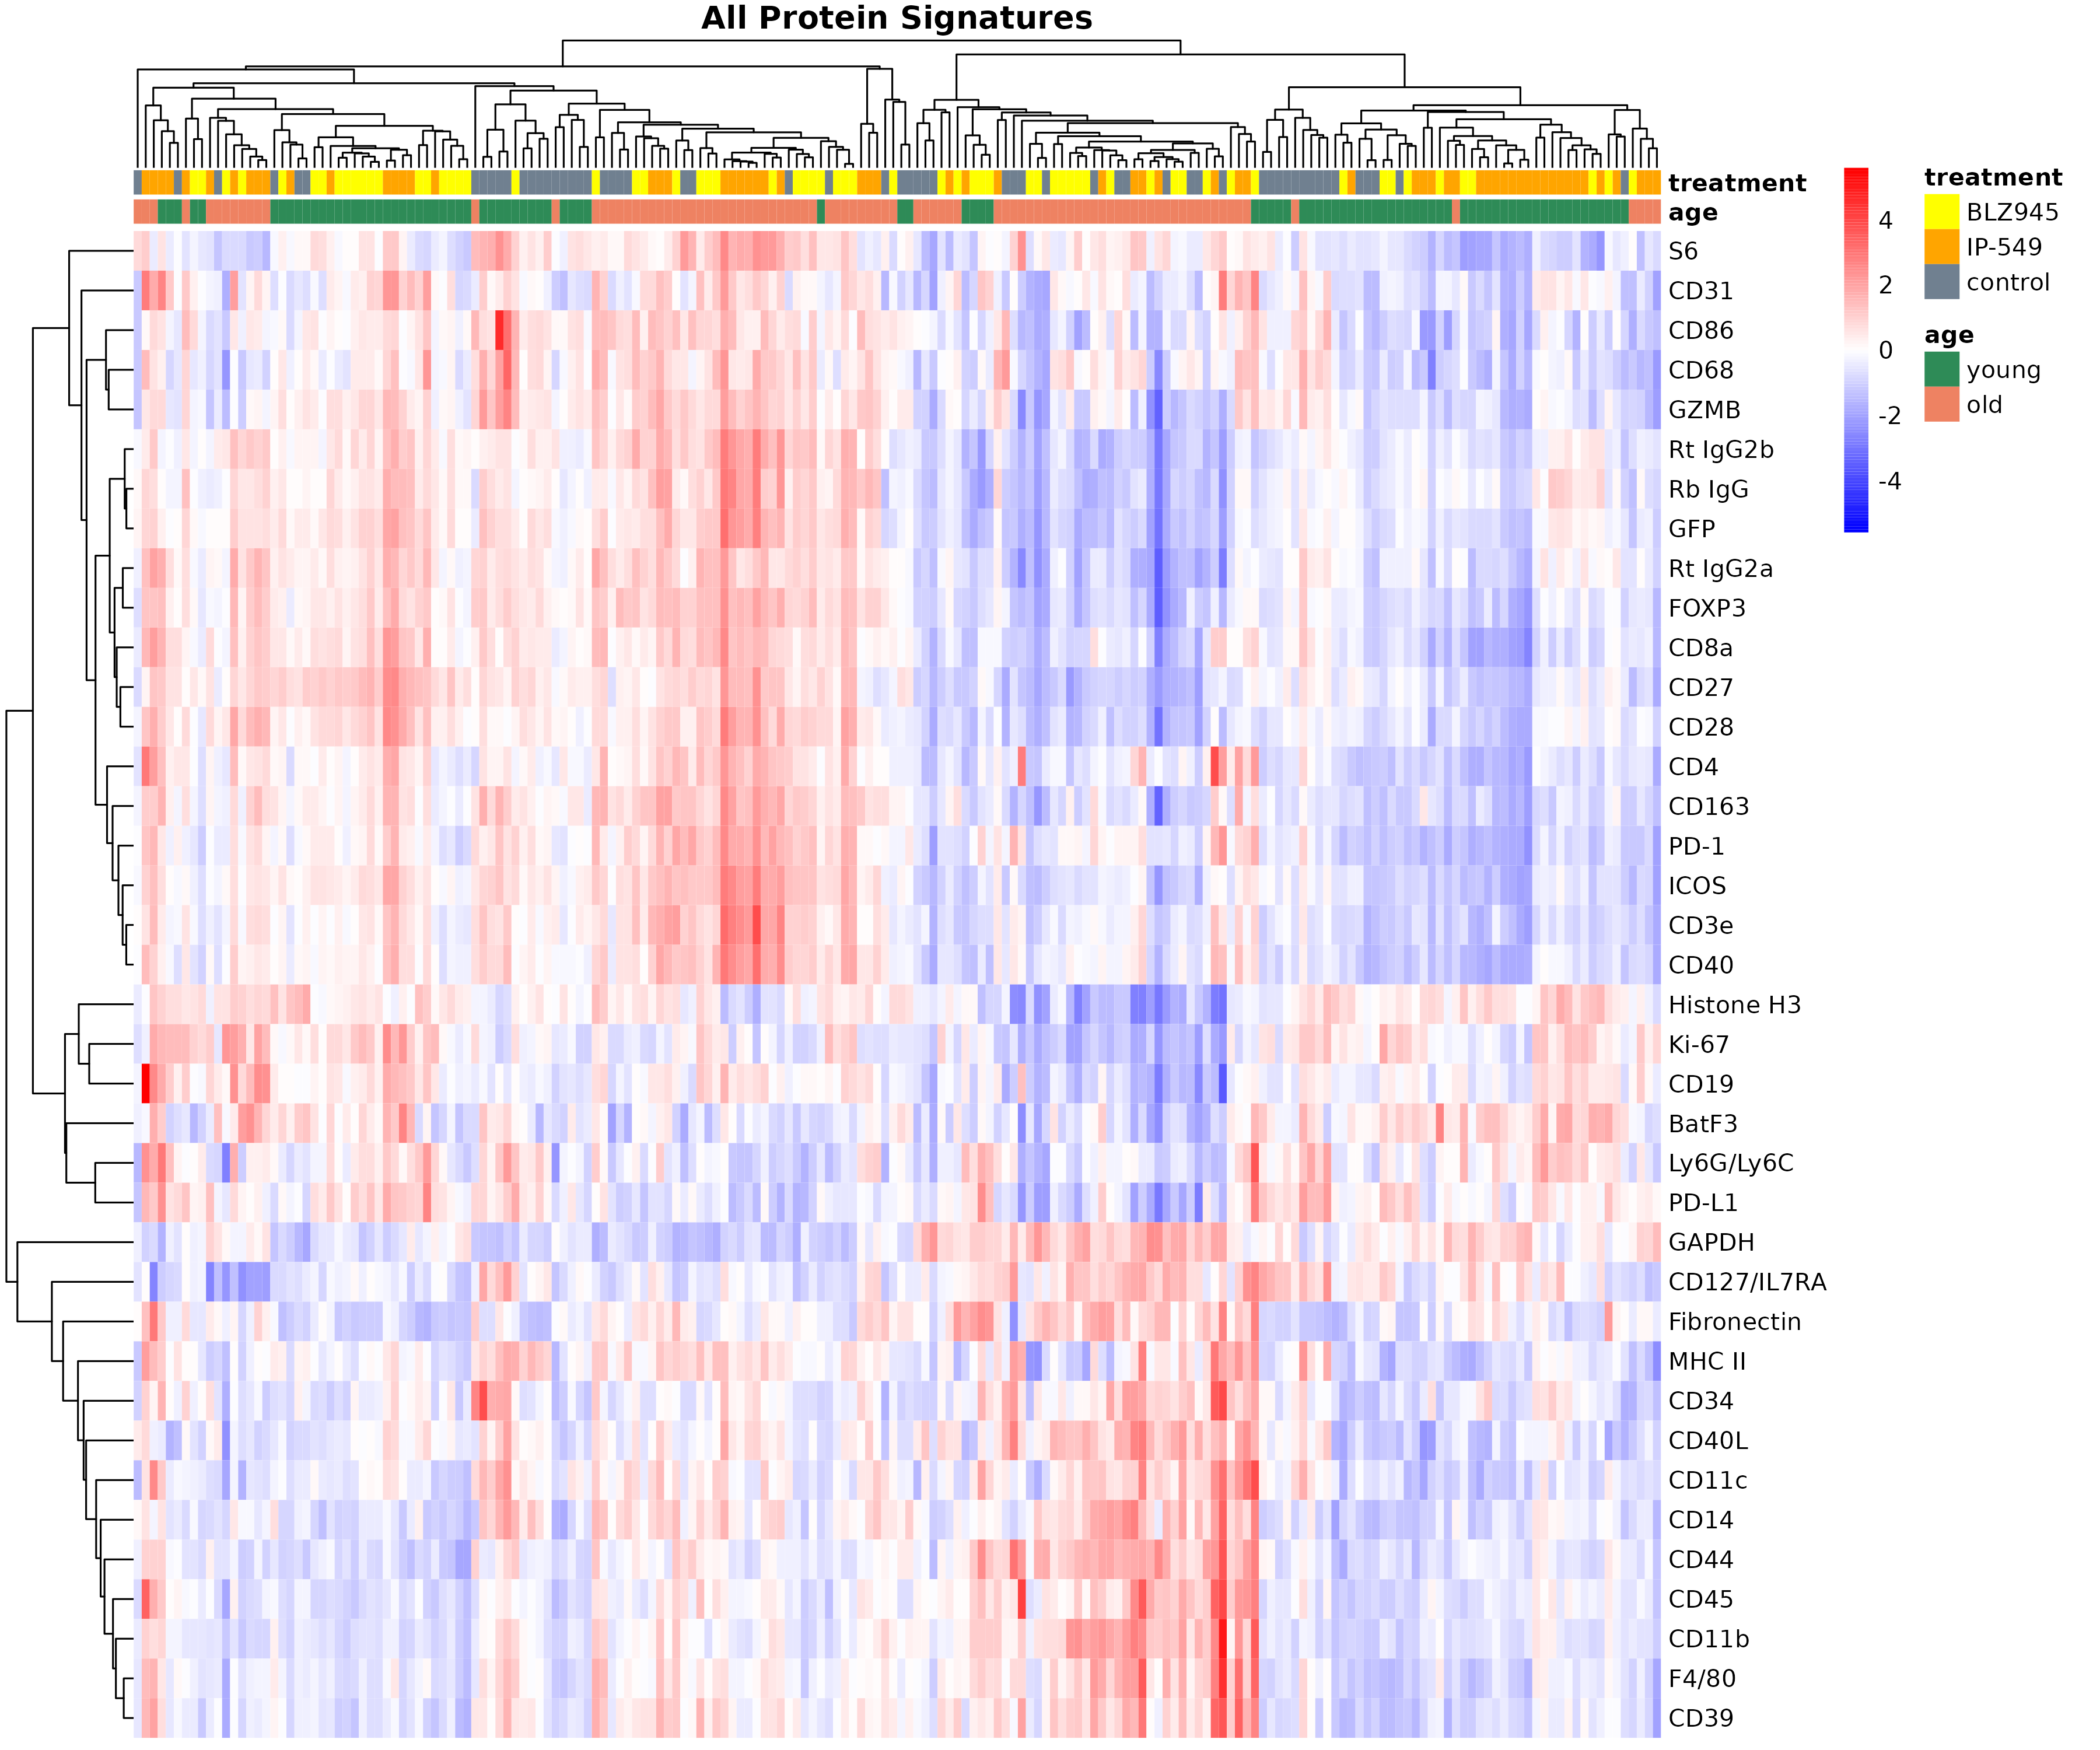 All Protein Signatures
treatment
age
S6
CD31
CD86
CD68
GZMB
Rt IgG2b
Rb IgG
GFP
Rt IgG2a
FOXP3
CD8a
CD27
CD28
CD4
CD163
PD-1
ICOS
CD3e
CD40
Histone H3
Ki-67
CD19
BatF3
Ly6G/Ly6C
PD-L1
GAPDH
CD127/IL7RA
Fibronectin
MHC II
CD34
CD40L
CD11c
CD14
CD44
CD45
CD11b
F4/80
CD39
4
2
0
-2
-4
treatment
BLZ945
IP-549
control
age
young
old